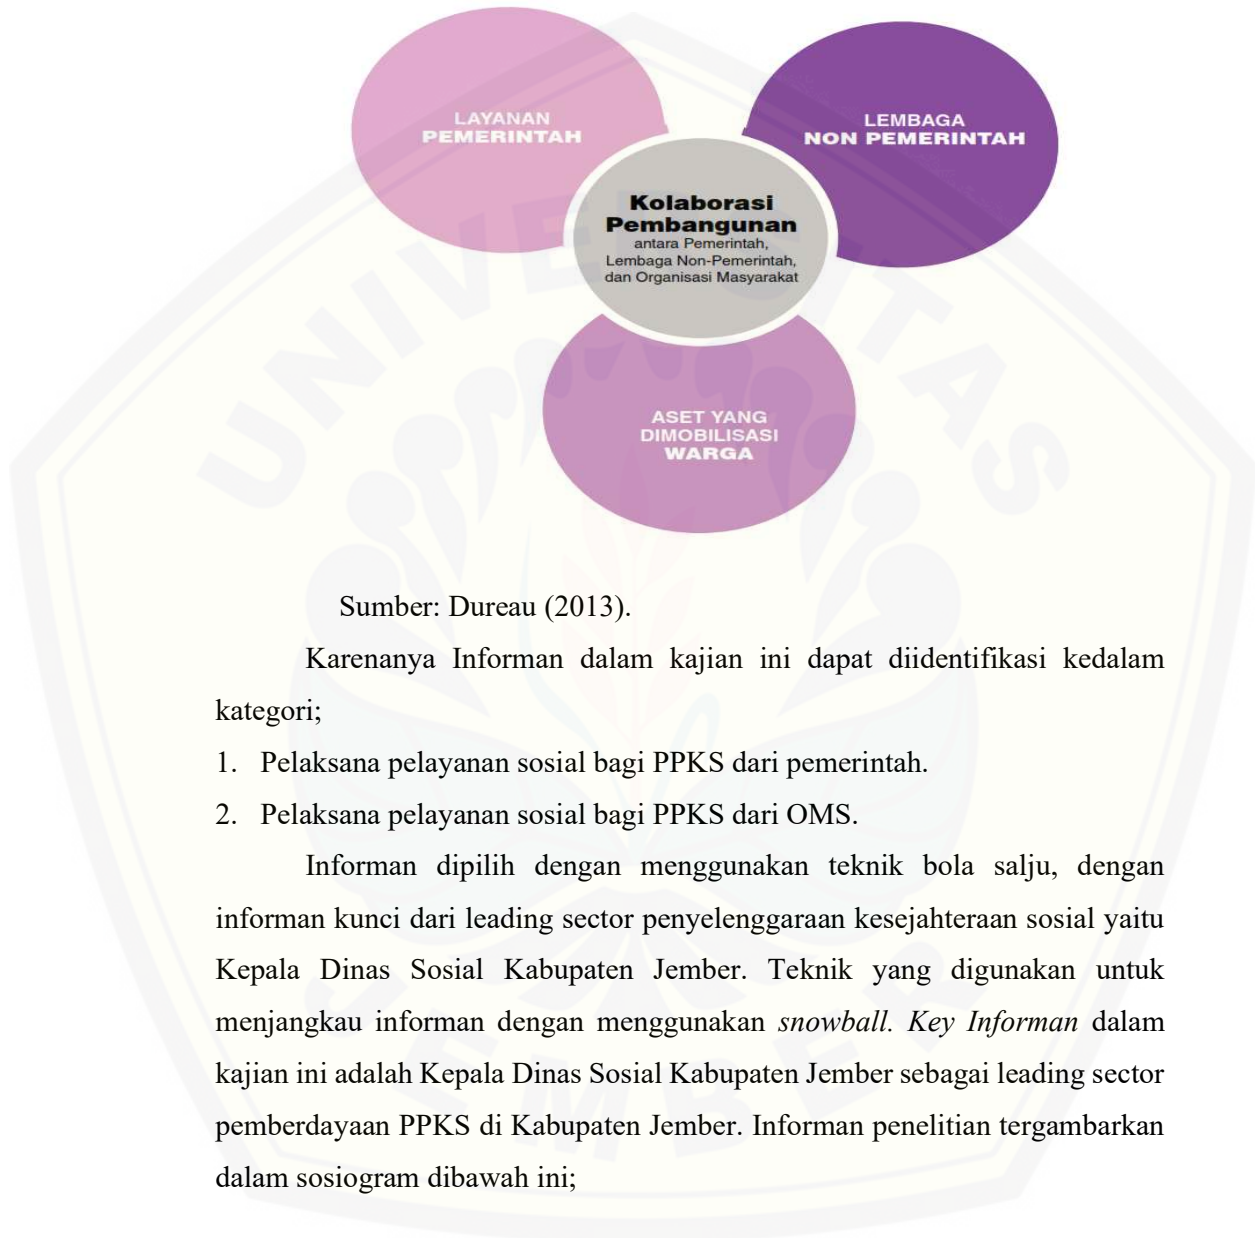 LAYANAN
PEMERINTAH
LEMBAGA
NON PEMERINTAH
Kolaborasi
Pembangunan
antara Pemerintah,
Lembaga Non-Pemerintah,
dan Organisasi Masyarakat
ASET YANG
DIMOBILISASI
WARGA
Sumber: Dureau (2013).
Karenanya Informan dalam kajian ini dapat diidentifikasi kedalam
kategori;
1. Pelaksana pelayanan sosial bagi PPKS dari pemerintah.
2. Pelaksana pelayanan sosial bagi PPKS dari OMS.
Informan dipilih dengan menggunakan teknik bola salju, dengan
informan kunci dari leading sector penyelenggaraan kesejahteraan sosial yaitu
Kepala Dinas Sosial Kabupaten Jember. Teknik yang digunakan untuk
menjangkau informan dengan menggunakan snowball. Key Informan dalam
kajian ini adalah Kepala Dinas Sosial Kabupaten Jember sebagai leading sector
pemberdayaan PPKS di Kabupaten Jember. Informan penelitian tergambarkan
dalam sosiogram dibawah ini;
UNIVERSITAS
JEMBER